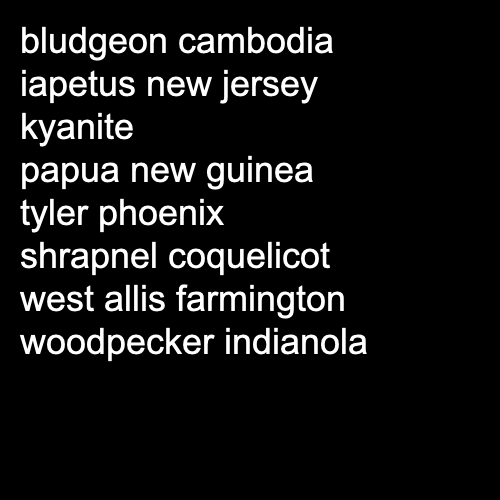 bludgeon cambodia
iapetus new jersey
kyanite
papua new guinea
tyler phoenix
shrapnel coquelicot
west allis farmington
woodpecker indianola